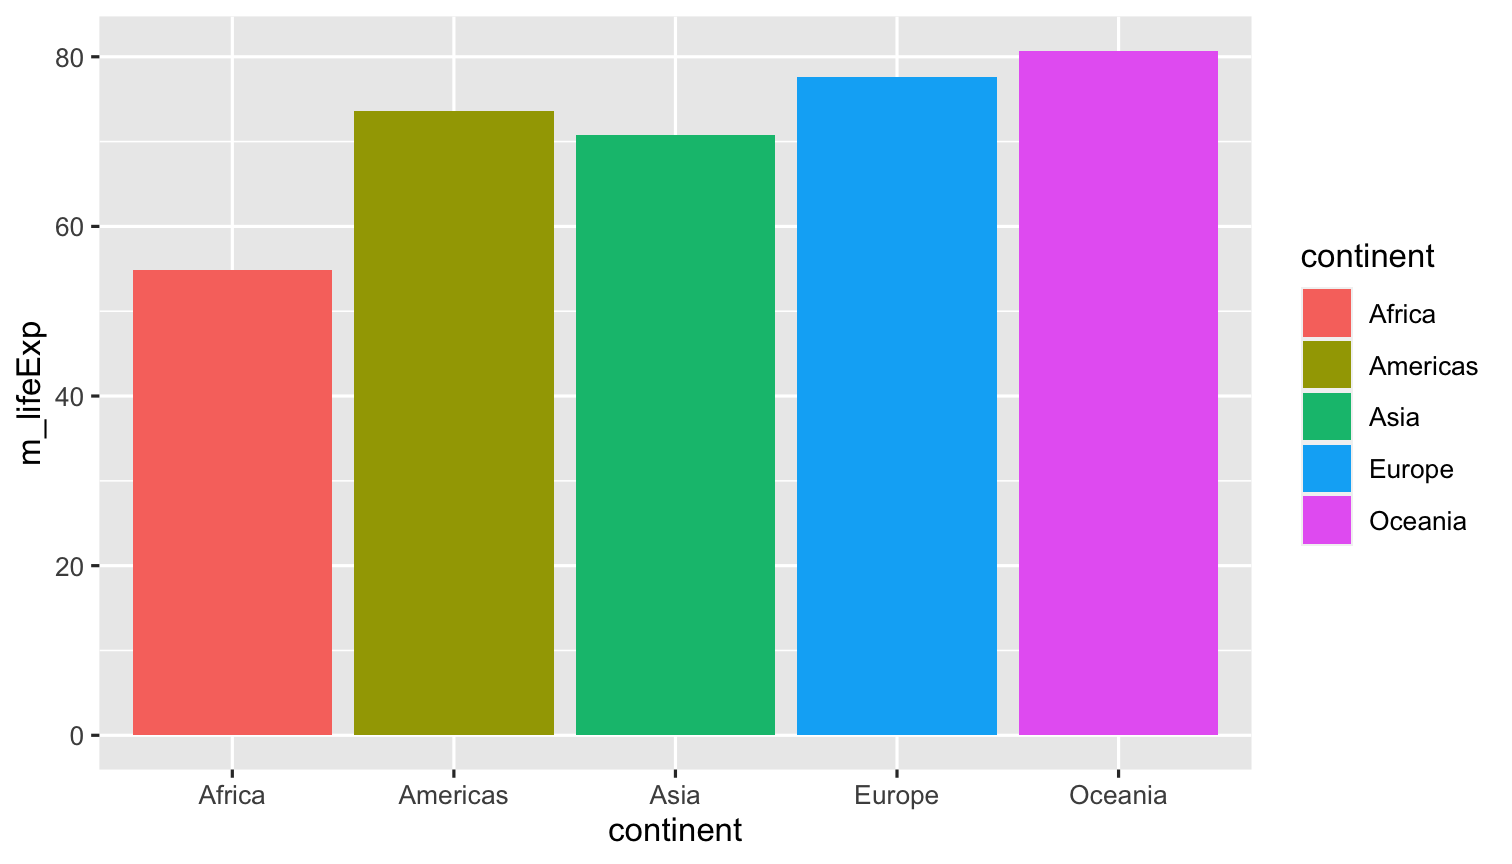 80
60
40
20
0
m_lifeExp
Africa Americas Asia Europe Oceania
continent
continent
Africa
Americas
Asia
Europe
Oceania